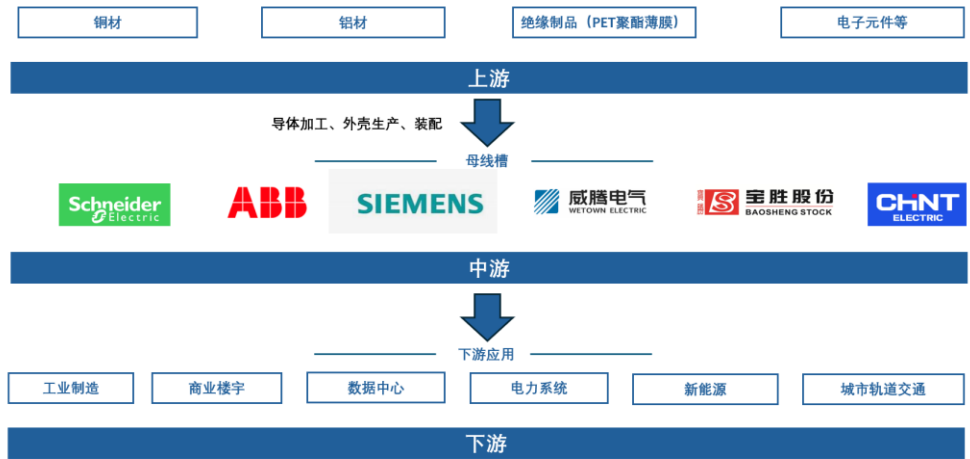 铜材
铝材
绝缘制品（PET聚酯薄膜）
电子元件等
上游
导体加工、外壳生产、装配
母线槽
Schneider
Electric
ABB
SIEMENS
威腾电气
WETOWN ELECTRIC
宝胜股份
BAOSHENG STOCK
CHNT
ELECTRIC
中游
下游应用
工业制造
商业楼宇
数据中心
电力系统
新能源
城市轨道交通
下游